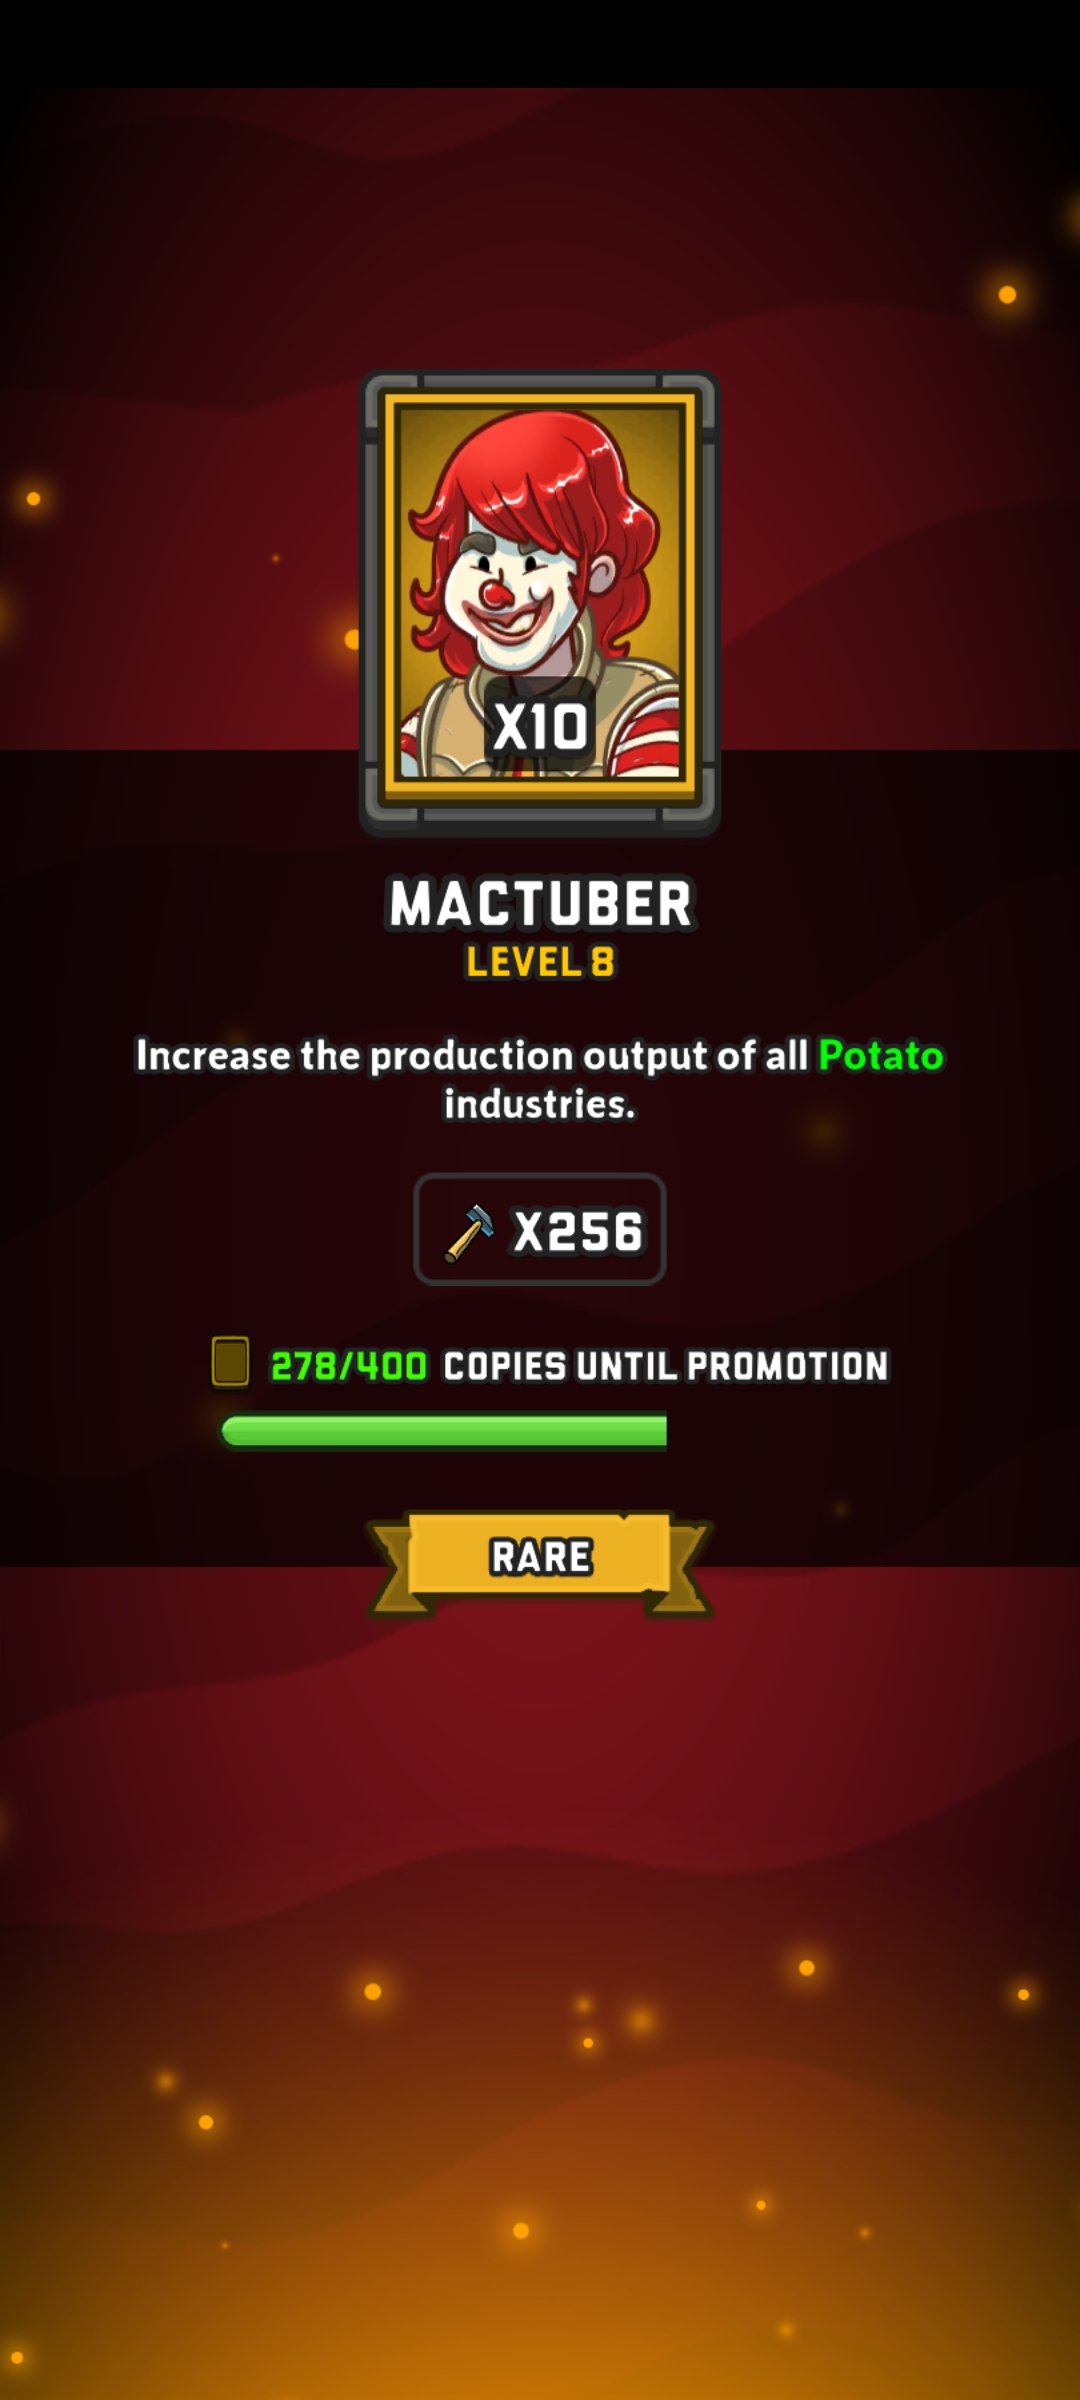 X10
MACTUBER
LEVEL 8
Increase the production output of all Potato
industries.
X256
278/400 COPIES UNTIL PROMOTION
RARE